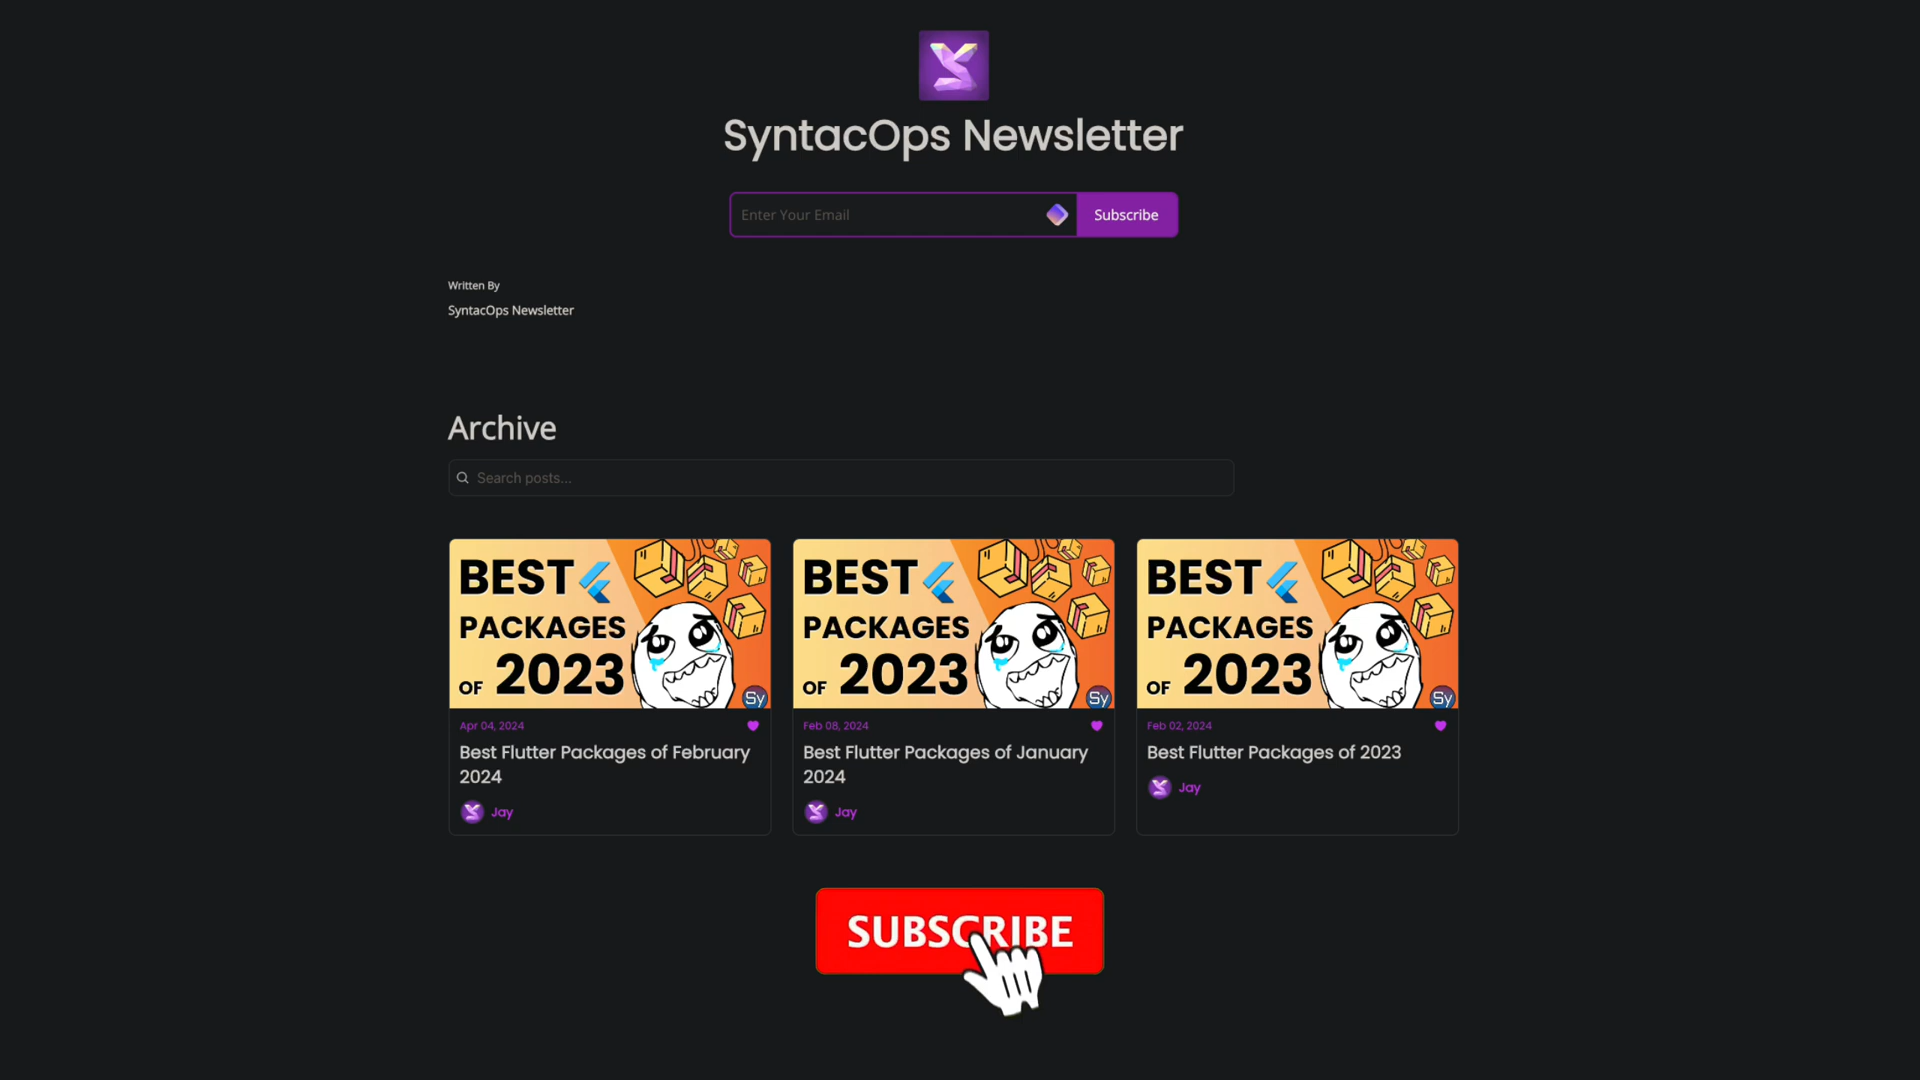 SyntacOps Newsletter
Enter Your Email
Subscribe
Written By
SyntacOps Newsletter
Archive
Search posts...
BEST
PACKAGES
OF 2023
Sy
Apr 04, 2024
Best Flutter Packages of February
2024
Jay
BEST
PACKAGES
OF 2023
Sy
Feb 08, 2024
Best Flutter Packages of January
2024
Jay
BEST
PACKAGES
OF 2023
Sy
Feb 02, 2024
Best Flutter Packages of 2023
Jay
SUBSCRIBE